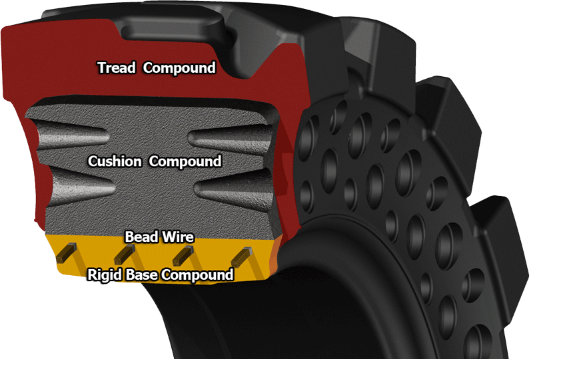 Tread Compound
Cushion Compound
Bead Wire
Rigid Base Compound